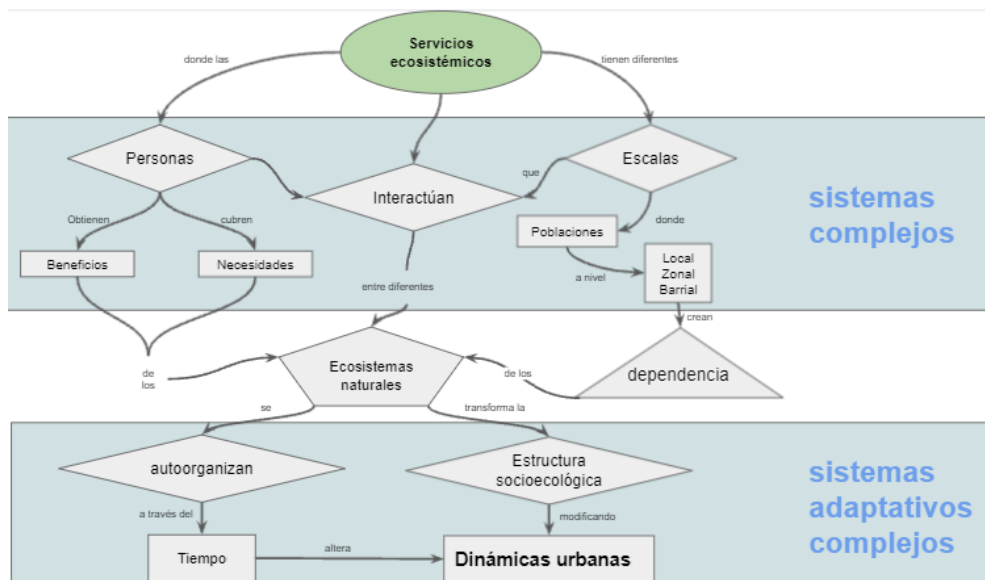 Servicios
ecosistémicos
donde las
tienen diferentes
Personas
Escalas
Interactúan
que
sistemas
complejos
Obtienen
cubren
donde
Poblaciones
Beneficios
Necesidades
Local
Zonal
Barrial
a nivel
entre diferentes
crean
Ecosistemas
naturales
de
los
de los
dependencia
se
transforma la
autoorganizan
Estructura
socioecológica
sistemas
adaptativos
complejos
a través del
modificando
Tiempo
altera
Dinámicas urbanas